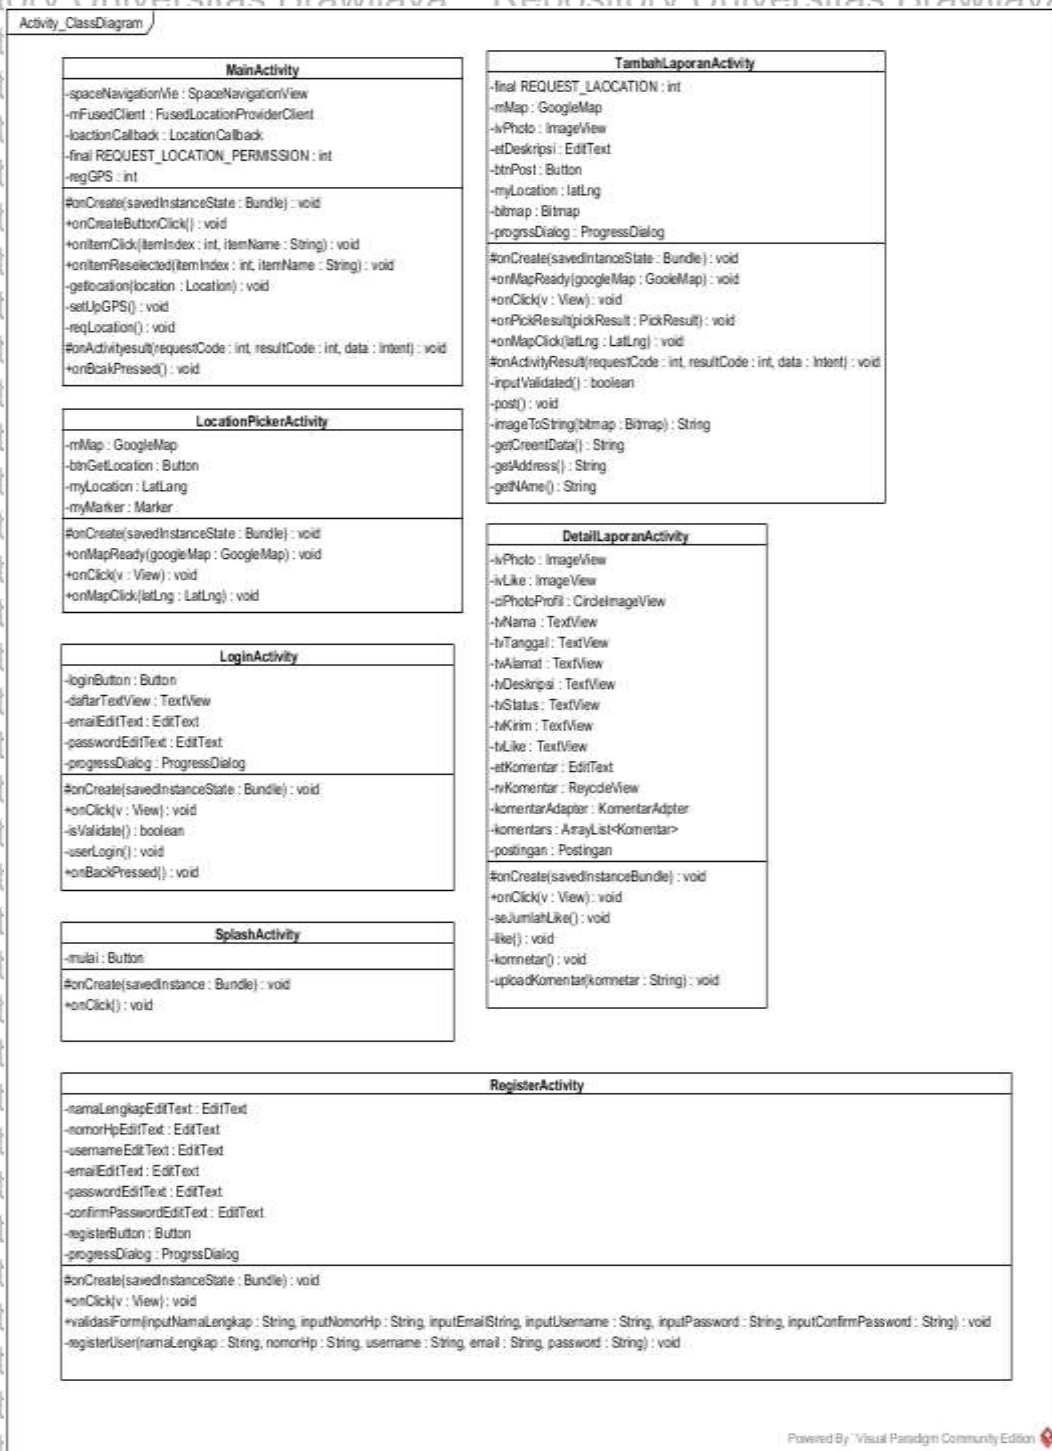 Repository Universitas Brawijaya
Activity_ClassDiagram
MainActivity
-spaceNavigationVie : SpaceNavigationView
-mFusedClient : FusedLocationProviderClient
-loactionCallback : LocationCallback
-final REQUEST_LOCATION_PERMISSION : int
-regGPS : int
#onCreate(savedInstanceState : Bundle) : void
+onCreateButtonClick() : void
+onItemClick(itemIndex : int, itemName : String) : void
+onItemReselected(itemIndex : int, itemName : String) : void
-getlocation(location : Location) : void
-setUpGPS() : void
-reqLocation() : void
#onActivityesult(requestCode : int, resultCode : int, data : Intent) : void
+onBcakPressed() : void
TambahLaporanActivity
-final REQUEST_LAOCATION : int
-mMap : GoogleMap
-ivPhoto : ImageView
-etDeskripsi : EditText
-btnPost : Button
-myLocation : latLng
-bitmap : Bitmap
-progrssDialog : ProgressDialog
#onCreate(savedIntanceState : Bundle) : void
+onMapReady(googleMap : GooleMap) : void
+onClick(v : View) : void
+onPickResult(pickResult : PickResult) : void
+onMapClick(latLng : LatLng) : void
#onActivityResult(requestCode : int, resultCode : int, data : Intent) : void
-inputValidated() : boolean
-post() : void
-imageToString(bitmap : Bitmap) : String
-getCreentData() : String
-getAddress() : String
-getNAme() : String
LocationPickerActivity
-mMap : GoogleMap
-btnGetLocation : Button
-myLocation : LatLang
-myMarker : Marker
#onCreate(savedInstanceState : Bundle) : void
+onMapReady(googleMap : GoogleMap) : void
+onClick(v : View) : void
+onMapClick(latLng : LatLng) : void
DetailLaporanActivity
-ivPhoto : ImageView
-ivLike : ImageView
-ciPhotoProfil : CircleImageView
-tvNama : TextView
-tvTanggal : TextView
-tvAlamat : TextView
-tvDeskripsi : TextView
-tvStatus : TextView
-tvKirim : TextView
-tvLike : TextView
-etKomentar : EditText
-rvKomentar : ReycdeView
-komentarAdapter : KomentarAdpter
-komentars : ArrayList<Komentar>
-postingan : Postingan
#onCreate(savedInstanceBundle) : void
+onClick(v : View) : void
-seJumlahLike() : void
-like() : void
-komnetar() : void
-uploadKomentar(komnetar : String) : void
LoginActivity
-loginButton : Button
-daftarTextView : TextView
-emailEditText : EditText
-passwordEditText : EditText
-progressDialog : ProgressDialog
#onCreate(savedInstanceState : Bundle) : void
+onClick(v : View) : void
-isValidate() : boolean
-userLogin() : void
+onBackPressed() : void
SplashActivity
-mulai : Button
#onCreate(savedInstance : Bundle) : void
+onClick() : void
RegisterActivity
-namaLengkapEditText : EditText
-nomorHpEditText : EditText
-usernameEditText : EditText
-emailEditText : EditText
-passwordEditText : EditText
-confirmPasswordEditText : EditText
-registerButton : Button
-progressDialog : ProgrssDialog
#onCreate(savedInstanceState : Bundle) : void
+onClick(v : View) : void
+validasiForm(inputNamaLengkap : String, inputNomorHp : String, inputEmailString, inputUsername : String, inputPassword : String, inputConfirmPassword : String) : void
-registerUser(namaLengkap : String, nomorHp : String, username : String, email : String, password : String) : void
Powered By Visual Paradigm Community Edition